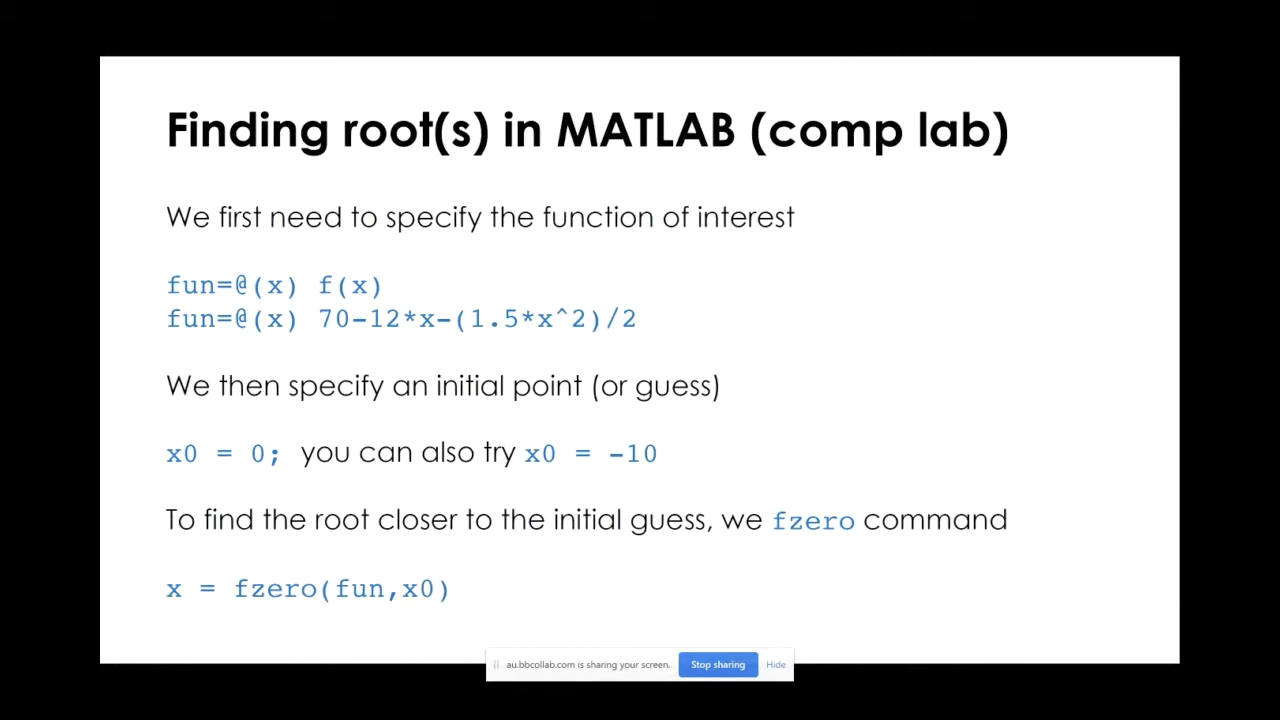 Finding root(s) in MATLAB (comp lab)
We first need to specify the function of interest
fun=@(x) f(x)
fun=@(x) 70-12*x-(1.5*x^2)/2
We then specify an initial point (or guess)
x0 = 0; you can also try x0 = -10
To find the root closer to the initial guess, we fzero command
x = fzero(fun,x0)
au.bbcollab.com is sharing your screen. Stop sharing Hide